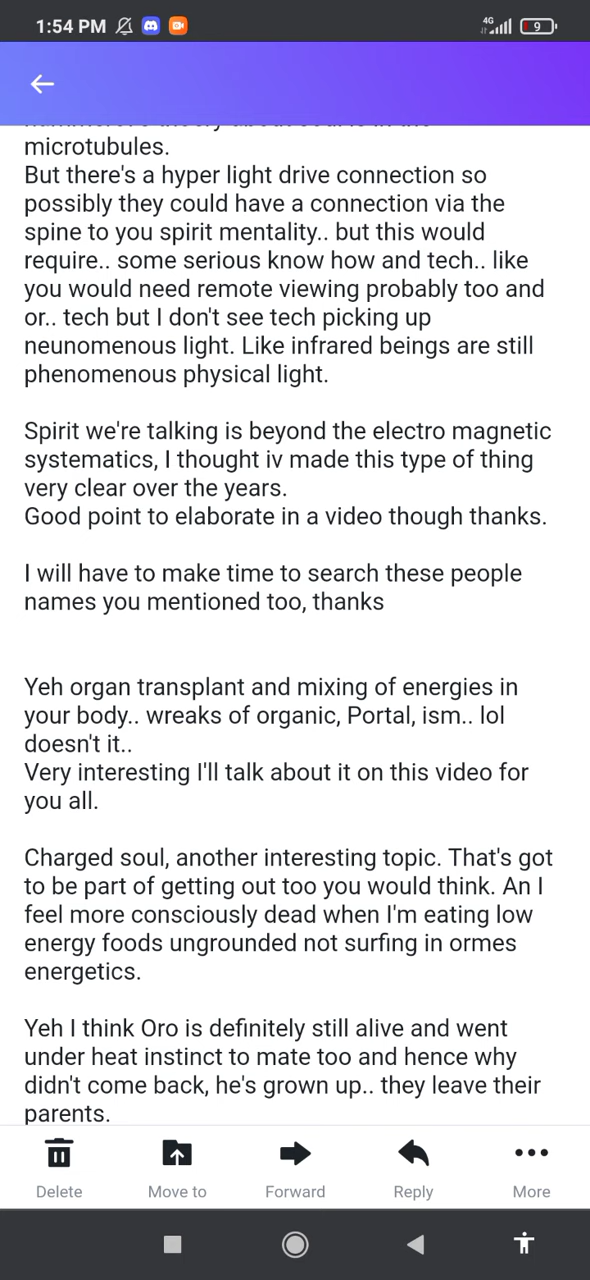 1:54 PM
4G
9
microtubules.
But there's a hyper light drive connection so
possibly they could have a connection via the
spine to you spirit mentality.. but this would
require.. some serious know how and tech.. like
you would need remote viewing probably too and
or.. tech but I don't see tech picking up
neunomenous light. Like infrared beings are still
phenomenous physical light.
Spirit we're talking is beyond the electro magnetic
systematics, I thought iv made this type of thing
very clear over the years.
Good point to elaborate in a video though thanks.
I will have to make time to search these people
names you mentioned too, thanks
Yeh organ transplant and mixing of energies in
your body.. wreaks of organic, Portal, ism.. lol
doesn't it..
Very interesting I'll talk about it on this video for
you all.
Charged soul, another interesting topic. That's got
to be part of getting out too you would think. An I
feel more consciously dead when I'm eating low
energy foods ungrounded not surfing in ormes
energetics.
Yeh I think Oro is definitely still alive and went
under heat instinct to mate too and hence why
didn't come back, he's grown up.. they leave their
parents.
Delete
Move to
Forward
Reply
More